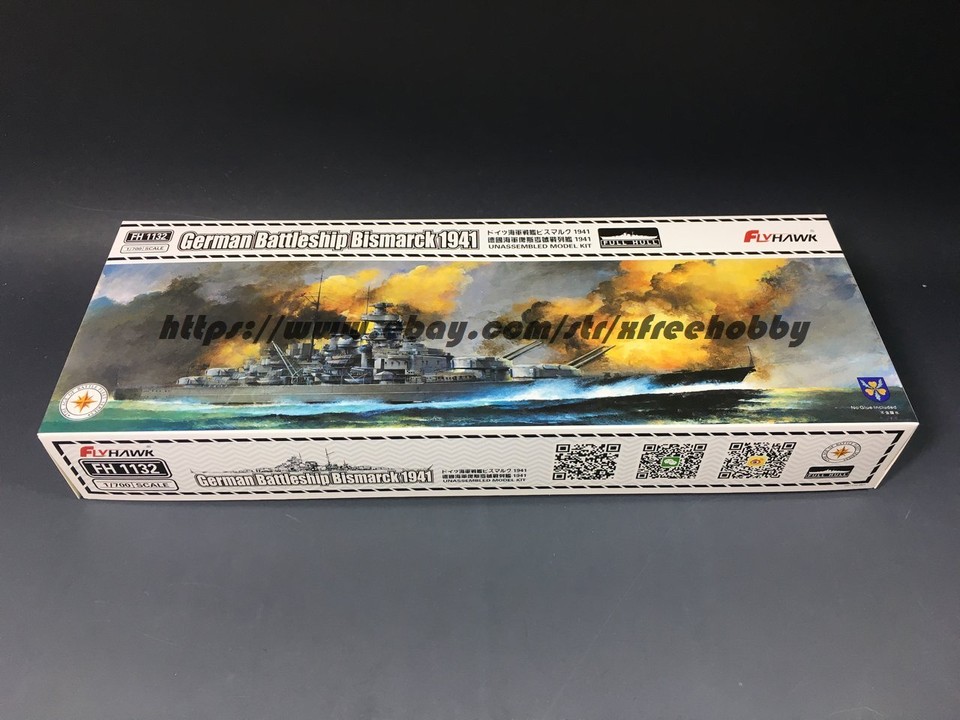 FH 1132
1/700 SCALE
German Battleship Bismarck 1941
ドイツ海軍戦艦ビスマルク 1941
德國海軍俾斯麥號戰列艦 1941
UNASSEMBLED MODEL KIT
FULL HULL
FLYHAWK
https://www.ebay.com/str/xfreehobby
No Glue Included
FLYHAWK
FH 1132
1/700 SCALE
German Battleship Bismarck 1941
ドイツ海軍戦艦ビスマルク 1941
德國海軍俾斯麥號戰列艦 1941
UNASSEMBLED MODEL KIT
FULL HULL